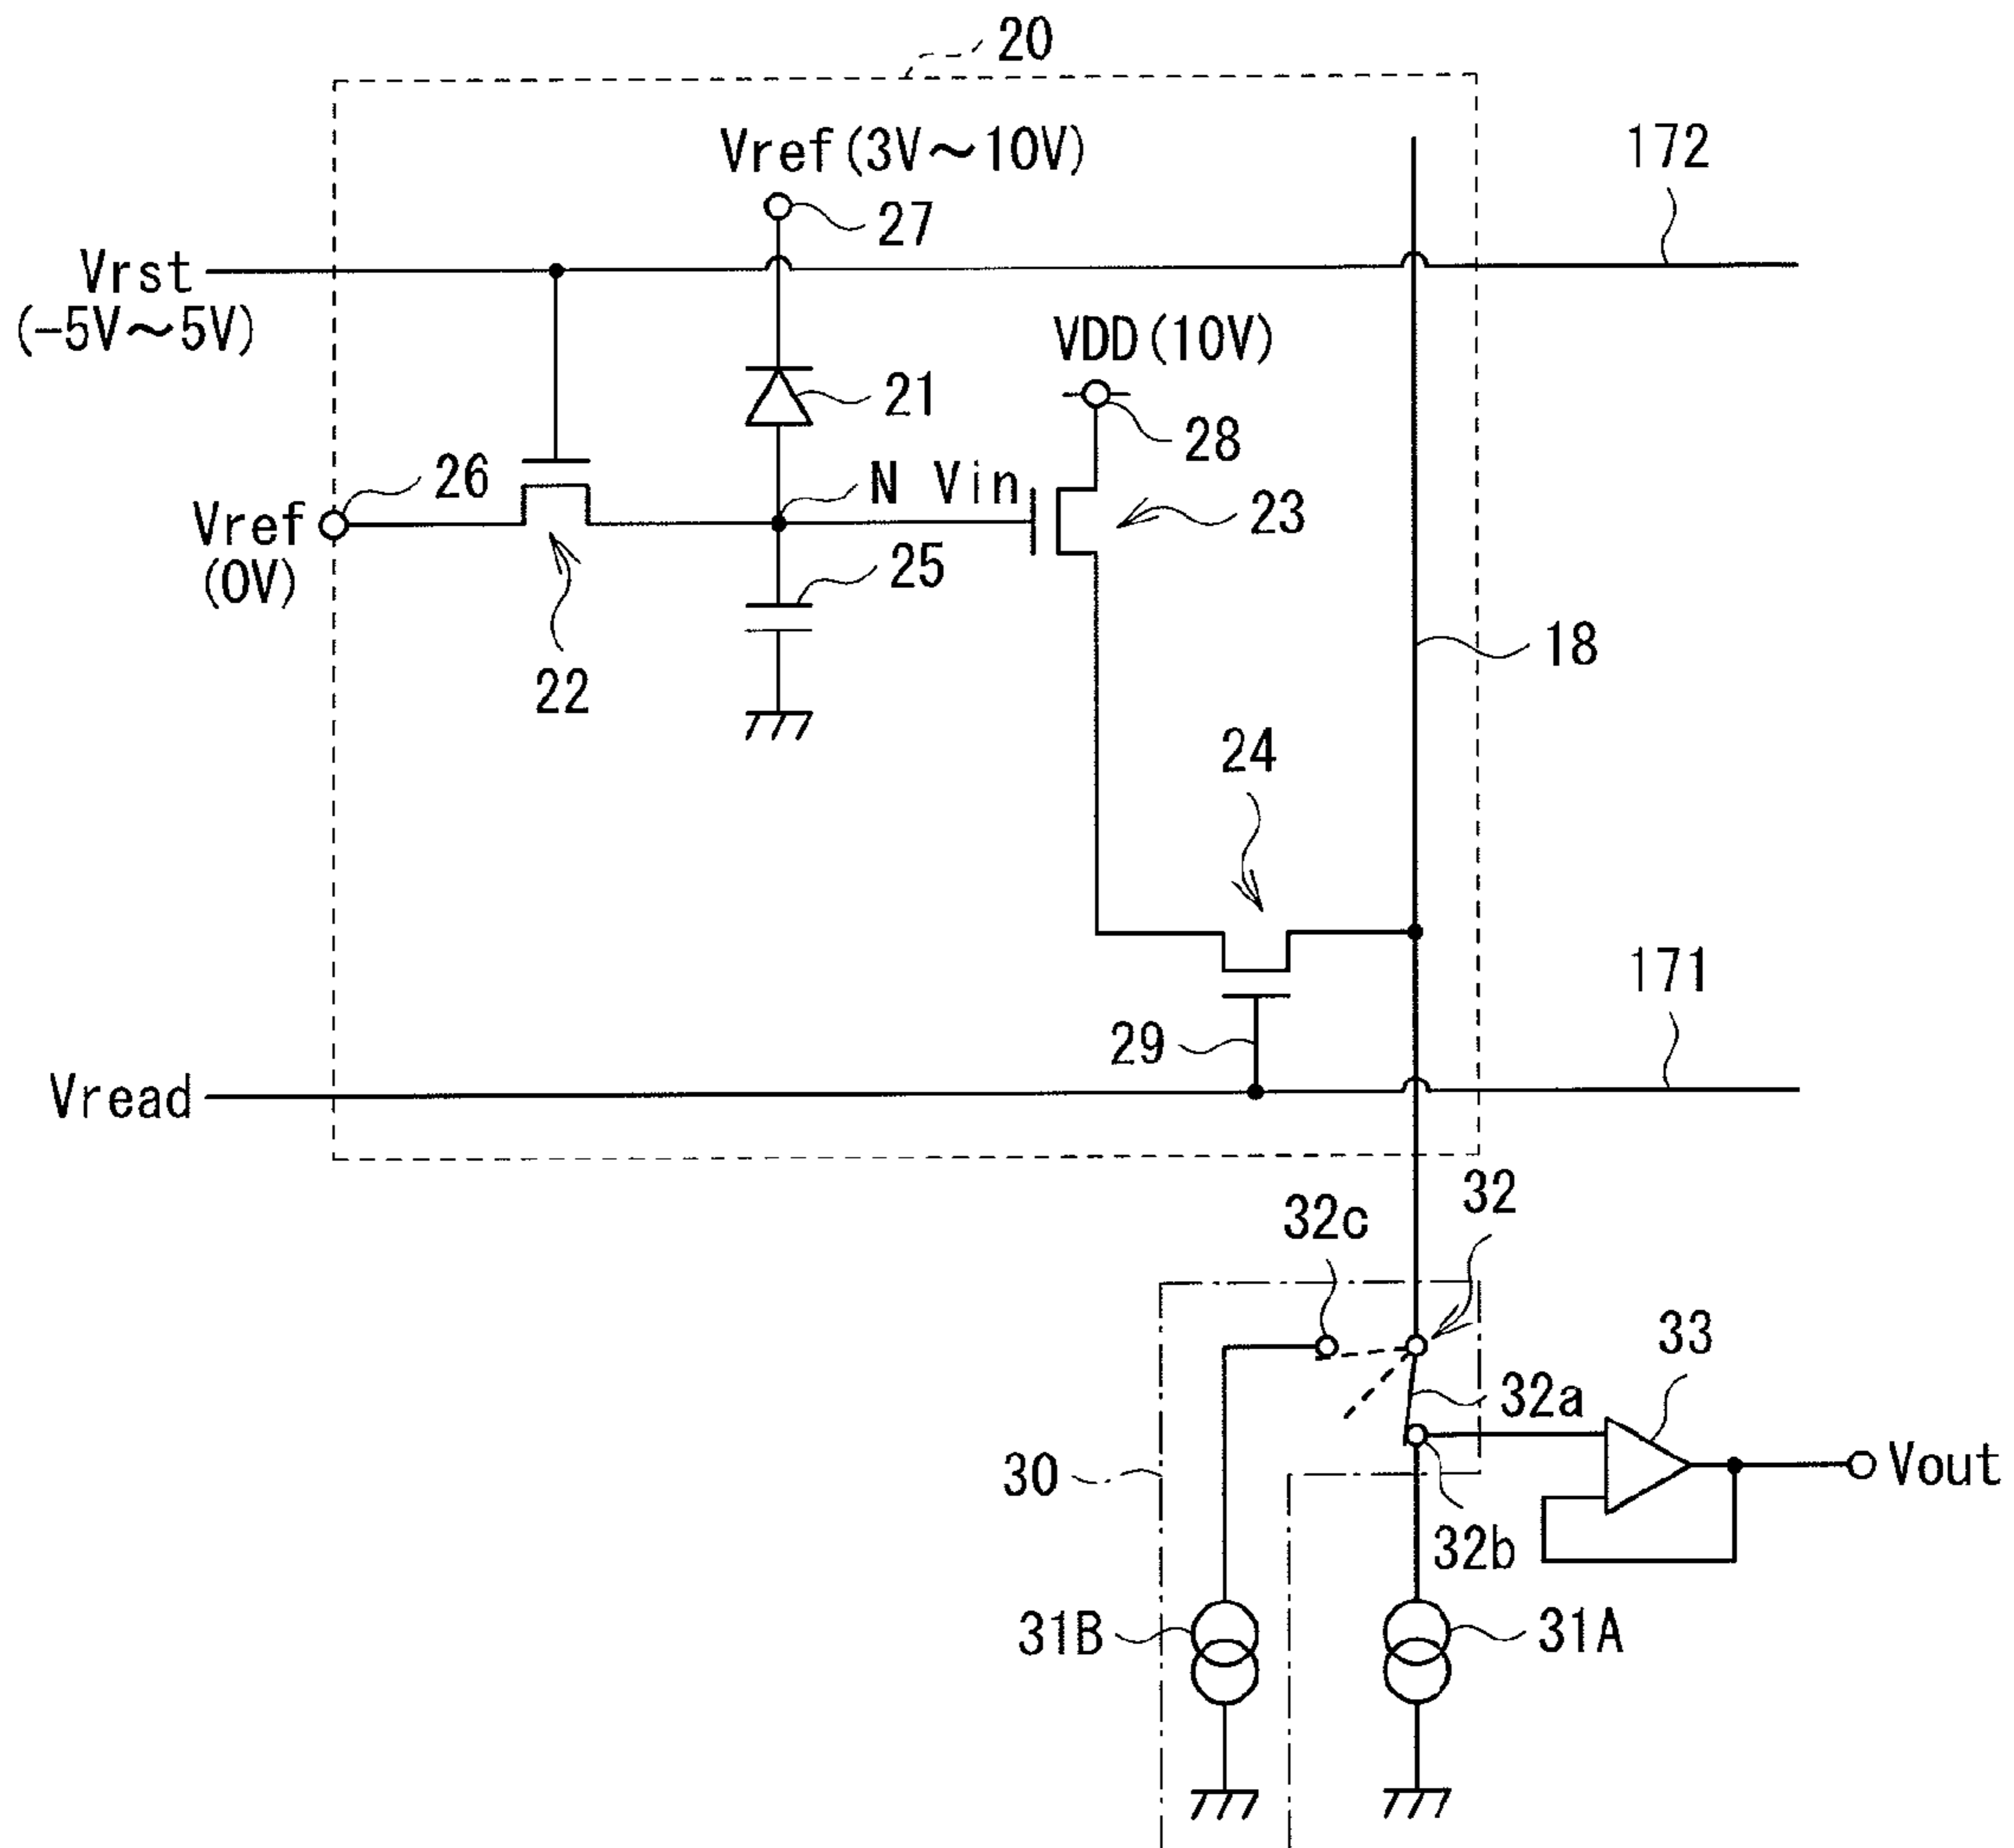 20
Vref(3V～10V)
172
27
Vrst
(-5V～5V)
VDD(10V)
21
28
26
N Vin
23
Vref
(0V)
25
18
22
24
171
29
Vread
32
32c
33
32a
30
Vout
32b
31B
31A